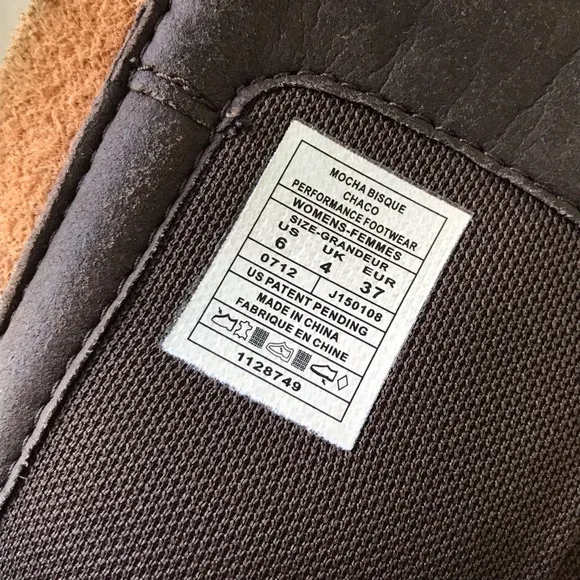 MOCHA BISQUE
CHACO
PERFORMANCE FOOTWEAR
WOMENS-FEMMES
SIZE-GRANDEUR
US UK EUR
6 4 37
0712 J150108
US PATENT PENDING
MADE IN CHINA
FABRIQUE EN CHINE
1128749